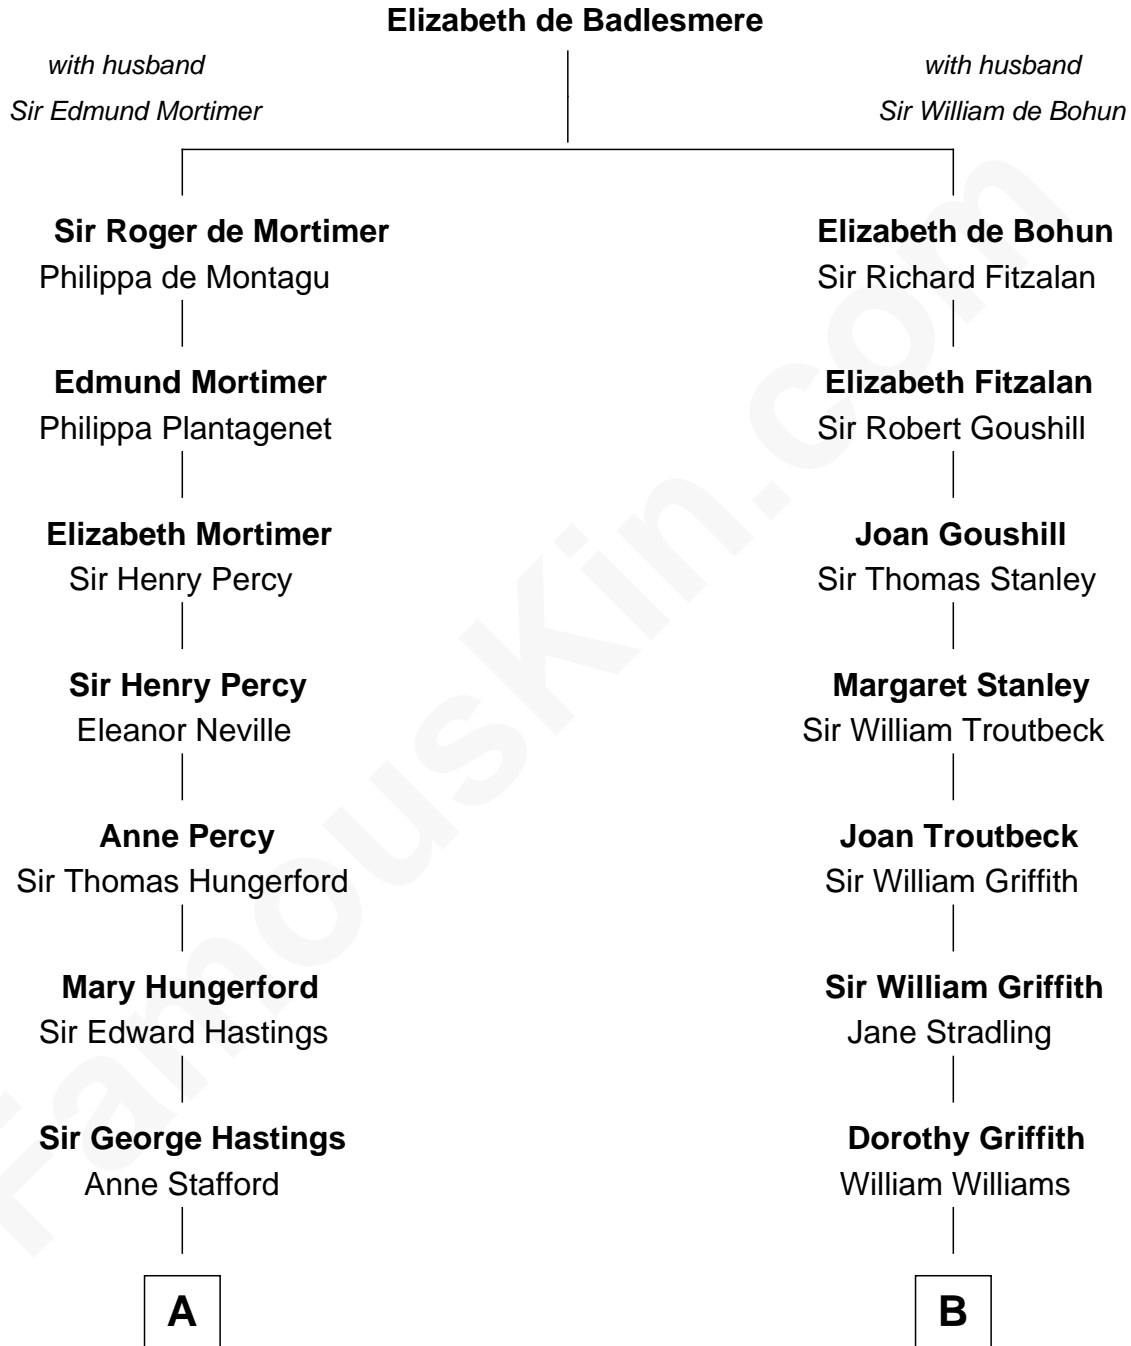 Elizabeth de Badlesmere
with husband
Sir Edmund Mortimer
with husband
Sir William de Bohun
Sir Roger de Mortimer
Philippa de Montagu
Elizabeth de Bohun
Sir Richard Fitzalan
Edmund Mortimer
Philippa Plantagenet
Elizabeth Fitzalan
Sir Robert Goushill
Elizabeth Mortimer
Sir Henry Percy
Joan Goushill
Sir Thomas Stanley
Sir Henry Percy
Eleanor Neville
Margaret Stanley
Sir William Troutbeck
Anne Percy
Sir Thomas Hungerford
Joan Troutbeck
Sir William Griffith
Mary Hungerford
Sir Edward Hastings
Sir William Griffith
Jane Stradling
Sir George Hastings
Anne Stafford
Dorothy Griffith
William Williams
A
B
FamousKin.com